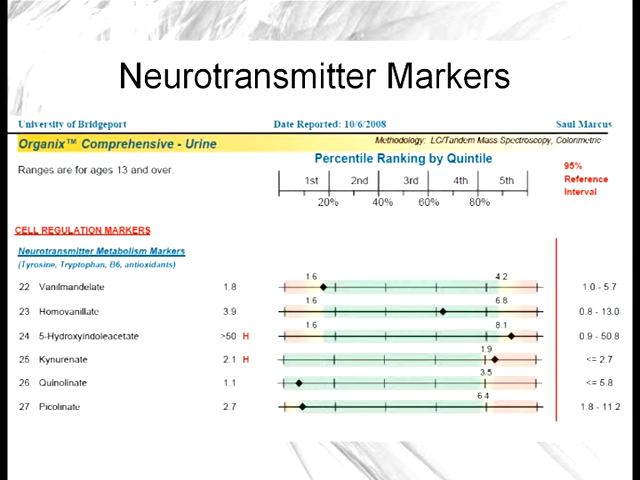 Neurotransmitter Markers
University of Bridgeport Date Reported: 10/6/2008 Saul Marcus
Organix™ Comprehensive - Urine Methodology: LC/Tandem Mass Spectroscopy, Colorimetric
Percentile Ranking by Quintile
Ranges are for ages 13 and over.
1st 2nd 3rd 4th 5th
20% 40% 60% 80%
95%
Reference
Interval
CELL REGULATION MARKERS
Neurotransmitter Metabolism Markers
(Tyrosine, Tryptophan, B6, antioxidants)
1.6 4.2
22 Vanilmandelate 1.8 1.0 - 5.7
1.6 6.8
23 Homovanillate 3.9 0.8 - 13.0
1.6 8.1
24 5-Hydroxyindoleacetate >50 H 0.9 - 50.8
1.9
25 Kynurenate 2.1 H <= 2.7
3.5
26 Quinolinate 1.1 <= 5.8
6.4
27 Picolinate 2.7 1.8 - 11.2